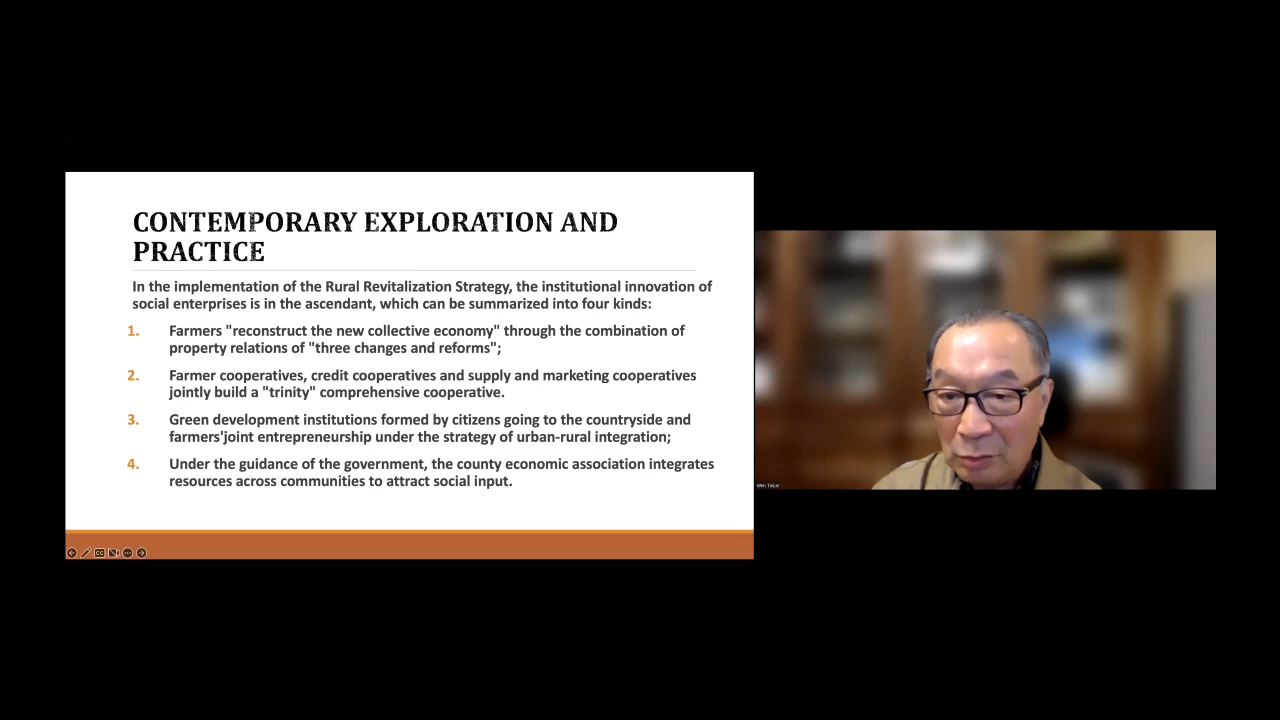 CONTEMPORARY EXPLORATION AND
PRACTICE
In the implementation of the Rural Revitalization Strategy, the institutional innovation of
social enterprises is in the ascendant, which can be summarized into four kinds:
1. Farmers "reconstruct the new collective economy" through the combination of
property relations of "three changes and reforms";
2. Farmer cooperatives, credit cooperatives and supply and marketing cooperatives
jointly build a "trinity" comprehensive cooperative.
3. Green development institutions formed by citizens going to the countryside and
farmers'joint entrepreneurship under the strategy of urban-rural integration;
4. Under the guidance of the government, the county economic association integrates
resources across communities to attract social input.
Wen Tiejun